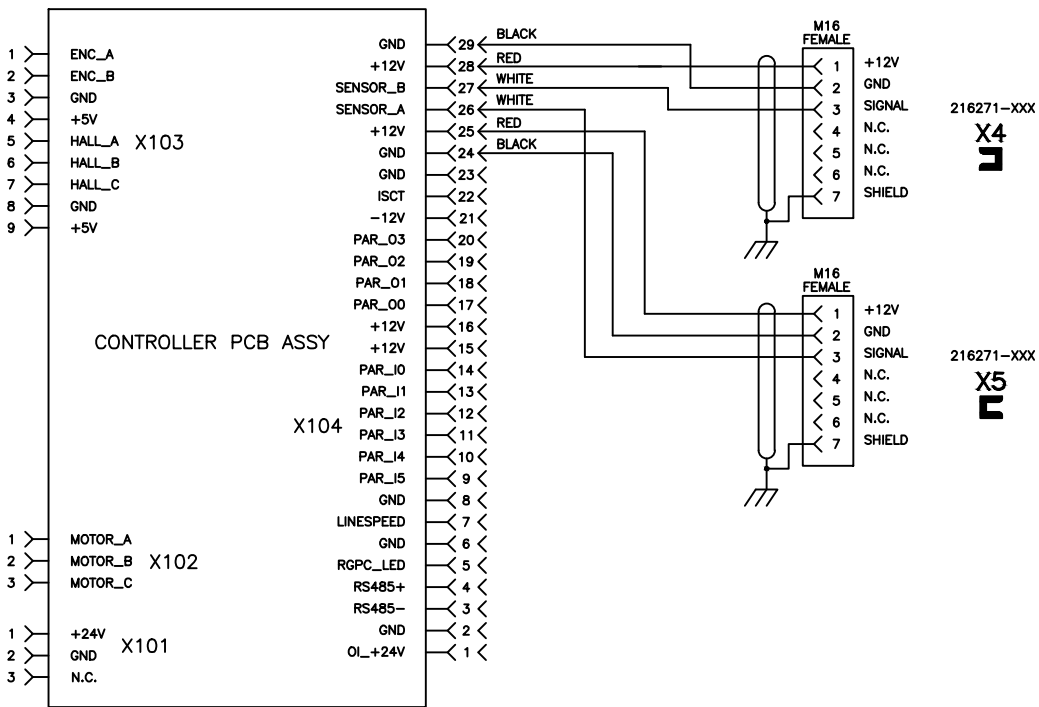 1 ENC_A
2 ENC_B
3 GND
4 +5V
5 HALL_A
6 HALL_B
7 HALL_C
8 GND
9 +5V
X103
CONTROLLER PCB ASSY
1 MOTOR_A
2 MOTOR_B
3 MOTOR_C
X102
1 +24V
2 GND
3 N.C.
X101
X104
GND 29 BLACK
+12V 28 RED
SENSOR_B 27 WHITE
SENSOR_A 26 WHITE
+12V 25 RED
GND 24 BLACK
GND 23
ISCT 22
-12V 21
PAR_O3 20
PAR_O2 19
PAR_O1 18
PAR_O0 17
+12V 16
+12V 15
PAR_I0 14
PAR_I1 13
PAR_I2 12
PAR_I3 11
PAR_I4 10
PAR_I5 9
GND 8
LINESPEED 7
GND 6
RGPC_LED 5
RS485+ 4
RS485- 3
GND 2
OI_+24V 1
M16
FEMALE
1 +12V
2 GND
3 SIGNAL
4 N.C.
5 N.C.
6 N.C.
7 SHIELD
216271-XXX
X4
M16
FEMALE
1 +12V
2 GND
3 SIGNAL
4 N.C.
5 N.C.
6 N.C.
7 SHIELD
216271-XXX
X5